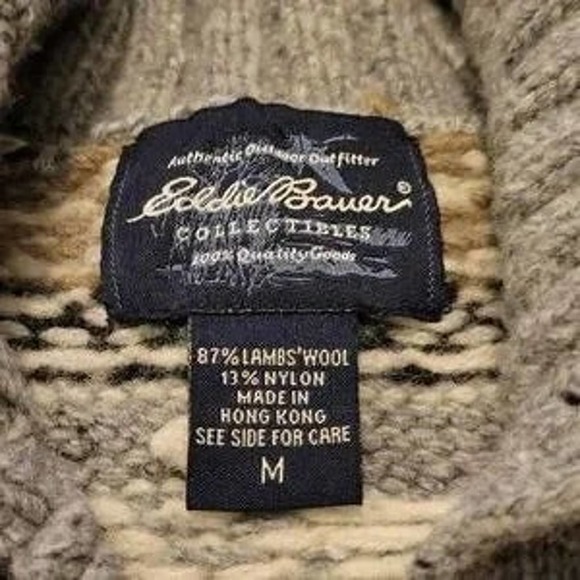 Authentic Outdoor Outfitter
Eddie Bauer®
COLLECTIBLES
100% Quality Goods
87% LAMBS' WOOL
13% NYLON
MADE IN
HONG KONG
SEE SIDE FOR CARE
M